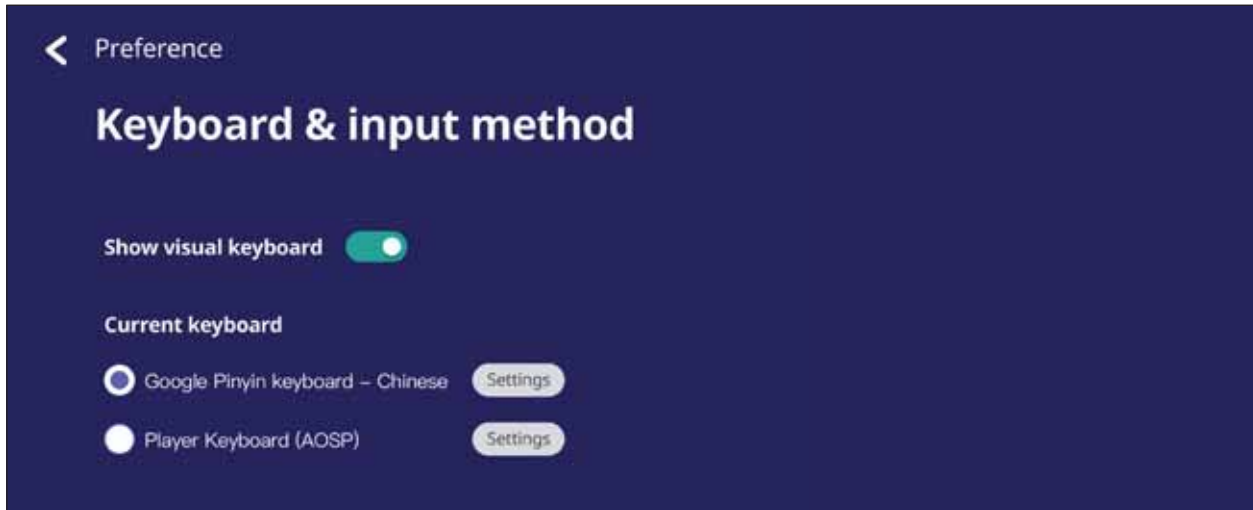 Preference
Keyboard & input method
Show visual keyboard
Current keyboard
Google Pinyin keyboard – Chinese Settings
Player Keyboard (AOSP) Settings